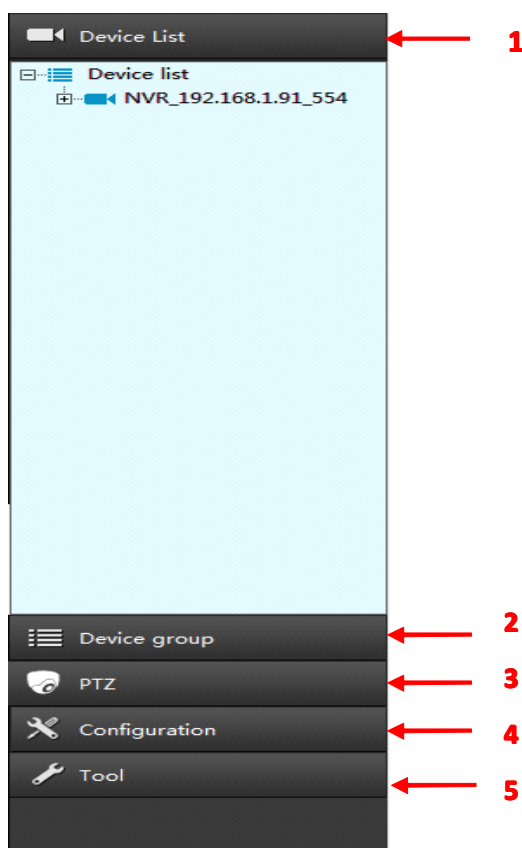 Device List
1
Device list
NVR_192.168.1.91_554
Device group
2
PTZ
3
Configuration
4
Tool
5